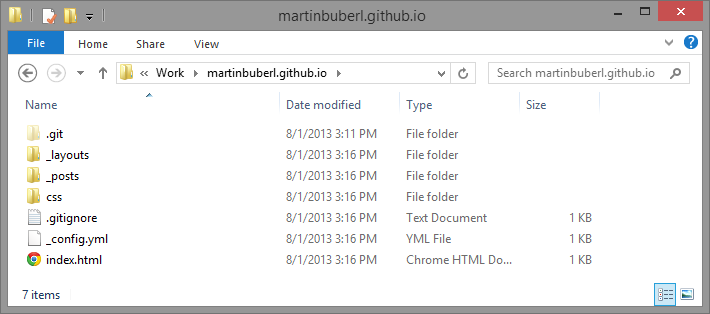 martinbuberl.github.io
File Home Share View
Work martinbuberl.github.io Search martinbuberl.github.io
Name Date modified Type Size
.git 8/1/2013 3:11 PM File folder
_layouts 8/1/2013 3:16 PM File folder
_posts 8/1/2013 3:16 PM File folder
css 8/1/2013 3:16 PM File folder
.gitignore 8/1/2013 3:16 PM Text Document 1 KB
_config.yml 8/1/2013 3:16 PM YML File 1 KB
index.html 8/1/2013 3:16 PM Chrome HTML Do... 1 KB
7 items